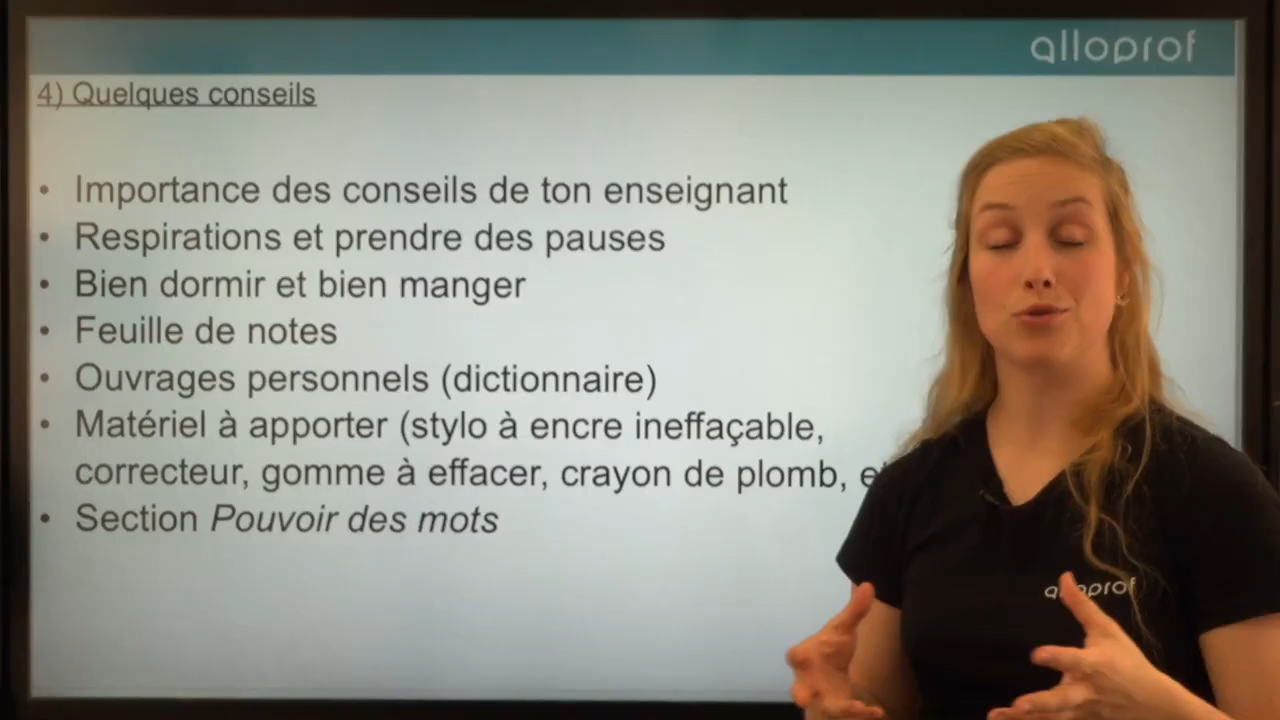 alloprof
4) Quelques conseils
• Importance des conseils de ton enseignant
• Respirations et prendre des pauses
• Bien dormir et bien manger
• Feuille de notes
• Ouvrages personnels (dictionnaire)
• Matériel à apporter (stylo à encre ineffaçable,
correcteur, gomme à effacer, crayon de plomb,
• Section Pouvoir des mots
alloprof